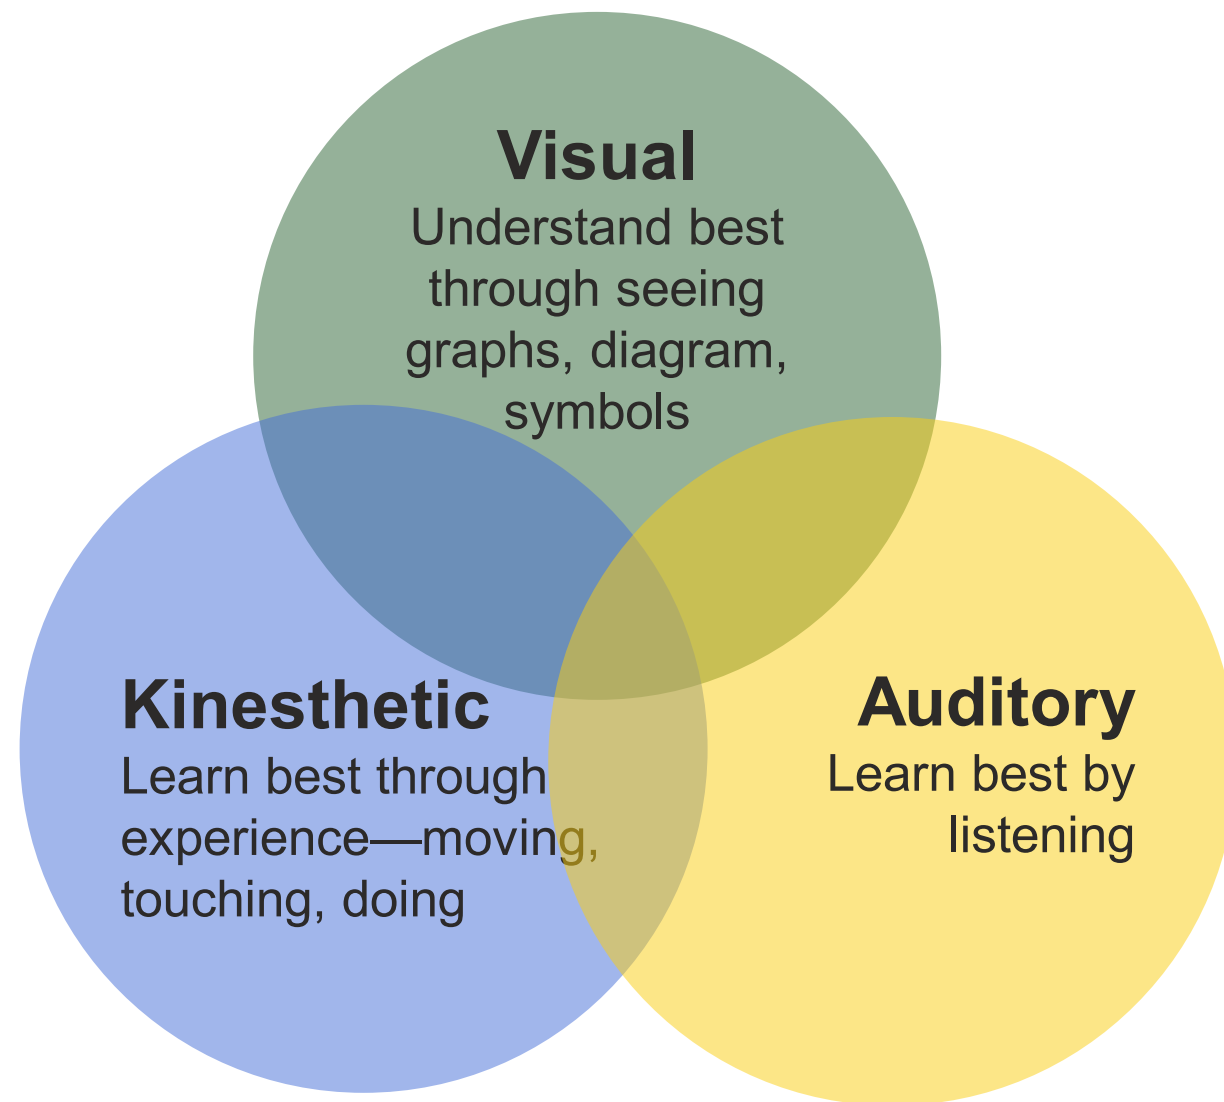 Visual
Understand best
through seeing
graphs, diagram,
symbols
Kinesthetic
Learn best through
experience—moving,
touching, doing
Auditory
Learn best by
listening